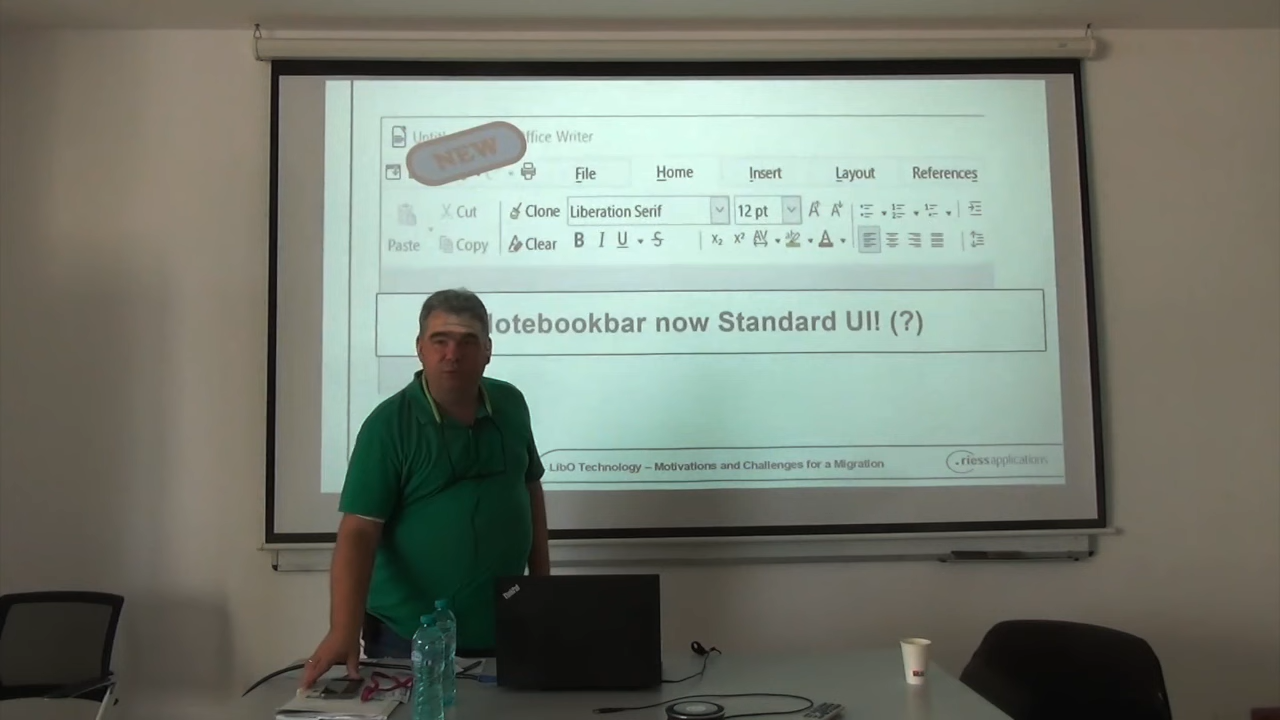 NEW
ffice Writer
File Home Insert Layout References
Cut Clone Liberation Serif 12 pt
Paste Copy Clear B I U S
otebookbar now Standard UI! (?)
LibO Technology – Motivations and Challenges for a Migration
.riess applications
ThinkPad